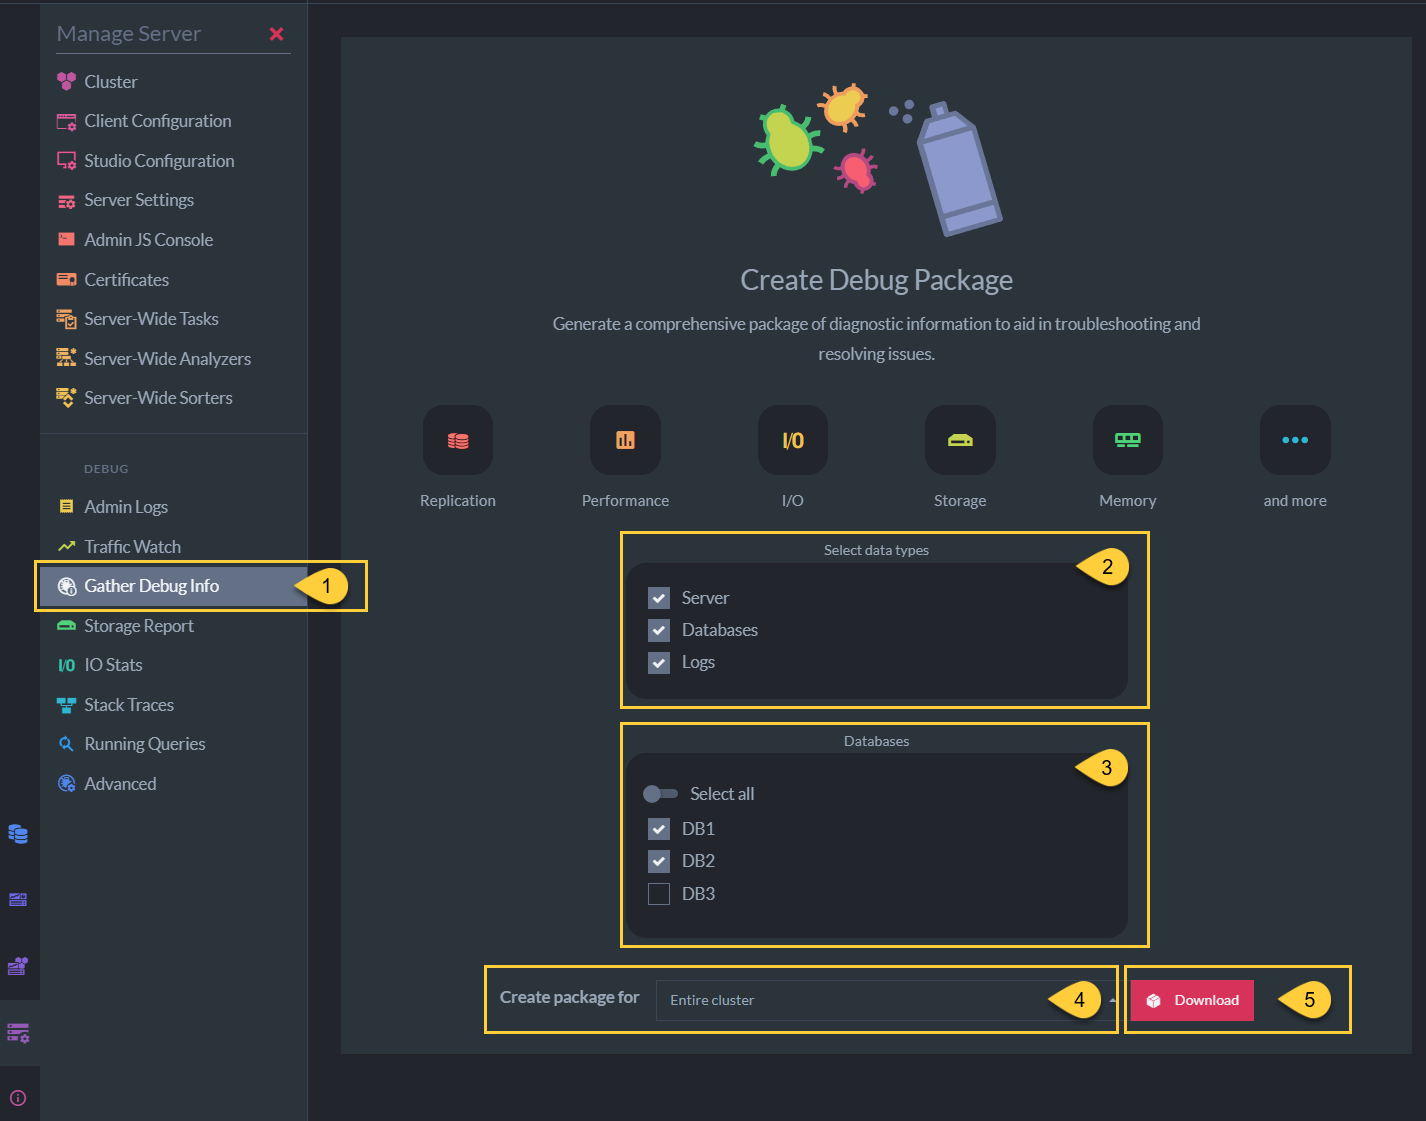 Manage Server
Cluster
Client Configuration
Studio Configuration
Server Settings
Admin JS Console
Certificates
Server-Wide Tasks
Server-Wide Analyzers
Server-Wide Sorters
DEBUG
Admin Logs
Traffic Watch
Gather Debug Info
1
Storage Report
I/O IO Stats
Stack Traces
Running Queries
Advanced
Create Debug Package
Generate a comprehensive package of diagnostic information to aid in troubleshooting and
resolving issues.
I/O
Replication Performance I/O Storage Memory and more
Select data types
2
Server
Databases
Logs
Databases
3
Select all
DB1
DB2
DB3
Create package for Entire cluster 4 Download 5